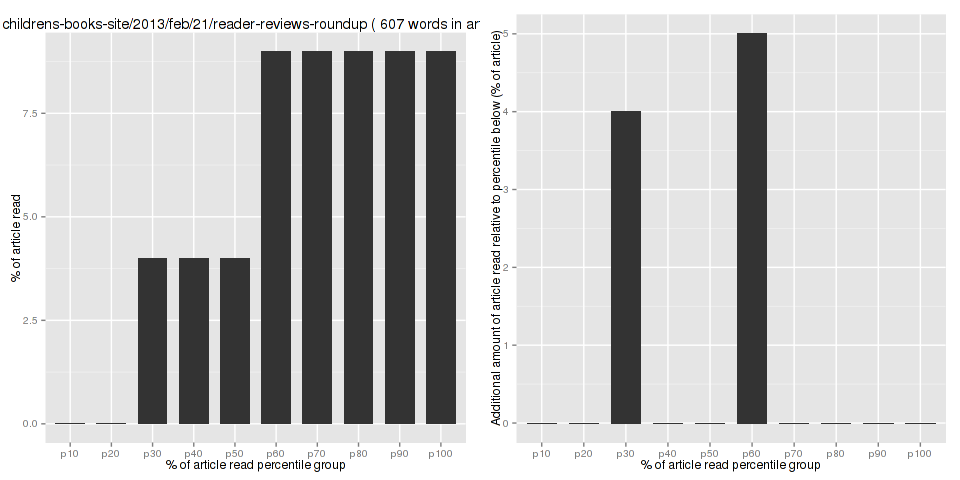 childrens-books-site/2013/feb/21/reader-reviews-roundup ( 607 words in ar
% of article read
7.5
5.0
2.5
0.0
p10 p20 p30 p40 p50 p60 p70 p80 p90 p100
% of article read percentile group
Additional amount of article read relative to percentile below (% of article)
5
4
3
2
1
0
p10 p20 p30 p40 p50 p60 p70 p80 p90 p100
% of article read percentile group